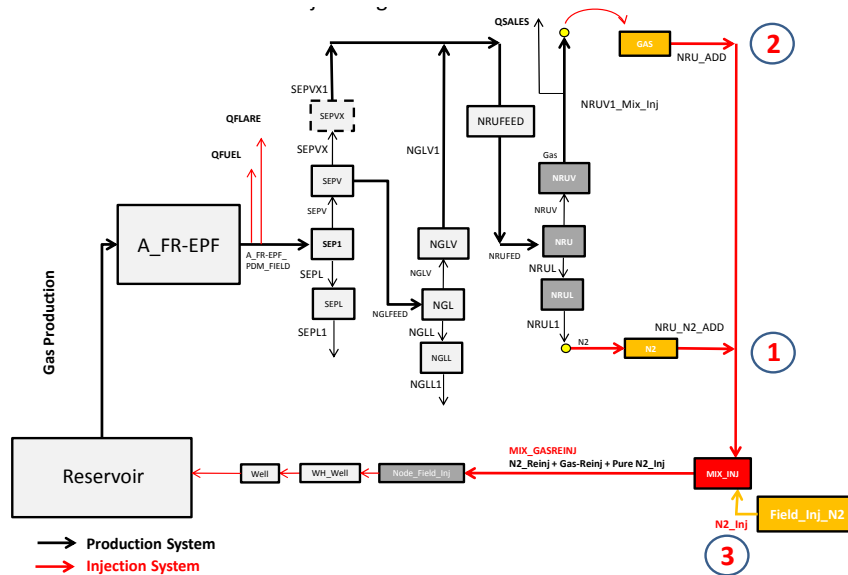 QSALES
GAS
2
NRU_ADD
SEPVX1
QFLARE
SEPVX
NRUFEED
NRUV1_Mix_Inj
QFUEL
SEPVX
NGLV1
Gas
SEPV
NRUV
SEPV
NRUV
A_FR-EPF
SEP1
NGLV
NRU
A_FR-EPF_
PDM_FIELD
NRUFED
SEPL
NGLV
NRUL
SEPL
NGL
NRUL
NGLFEED
SEPL1
NGLL
NRUL1
NRU_N2_ADD
NGLL
N2
N2
1
NGLL1
Gas Production
MIX_GASREINJ
N2_Reinj + Gas-Reinj + Pure N2_Inj
Reservoir
Well
WH_Well
Node_Field_Inj
MIX_INJ
Field_Inj_N2
N2_Inj
3
Production System
Injection System